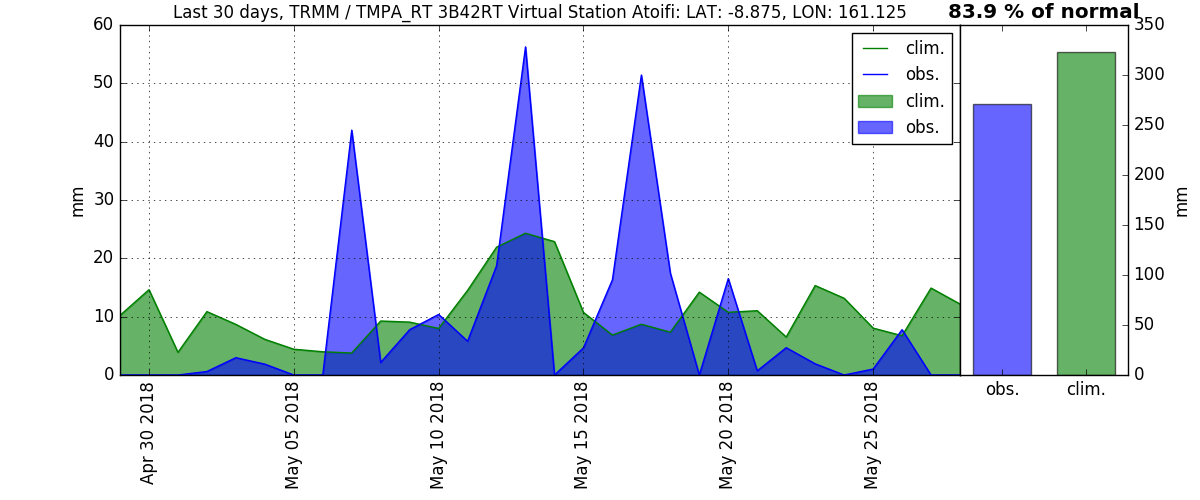 Last 30 days, TRMM / TMPA_RT 3B42RT Virtual Station Atoifi: LAT: -8.875, LON: 161.125
83.9 % of normal
60
50
40
30
20
10
0
mm
clim.
obs.
clim.
obs.
Apr 30 2018
May 05 2018
May 10 2018
May 15 2018
May 20 2018
May 25 2018
350
300
250
200
150
100
50
0
mm
obs.
clim.